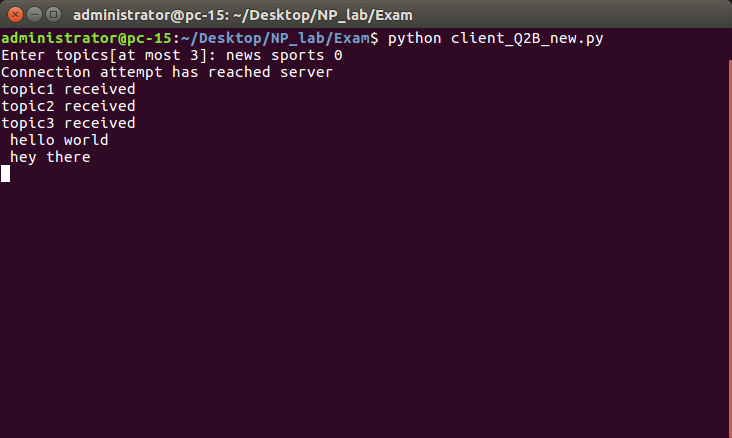 administrator@pc-15: ~/Desktop/NP_lab/Exam
administrator@pc-15:~/Desktop/NP_lab/Exam$ python client_Q2B_new.py
Enter topics[at most 3]: news sports 0
Connection attempt has reached server
topic1 received
topic2 received
topic3 received
 hello world
 hey there